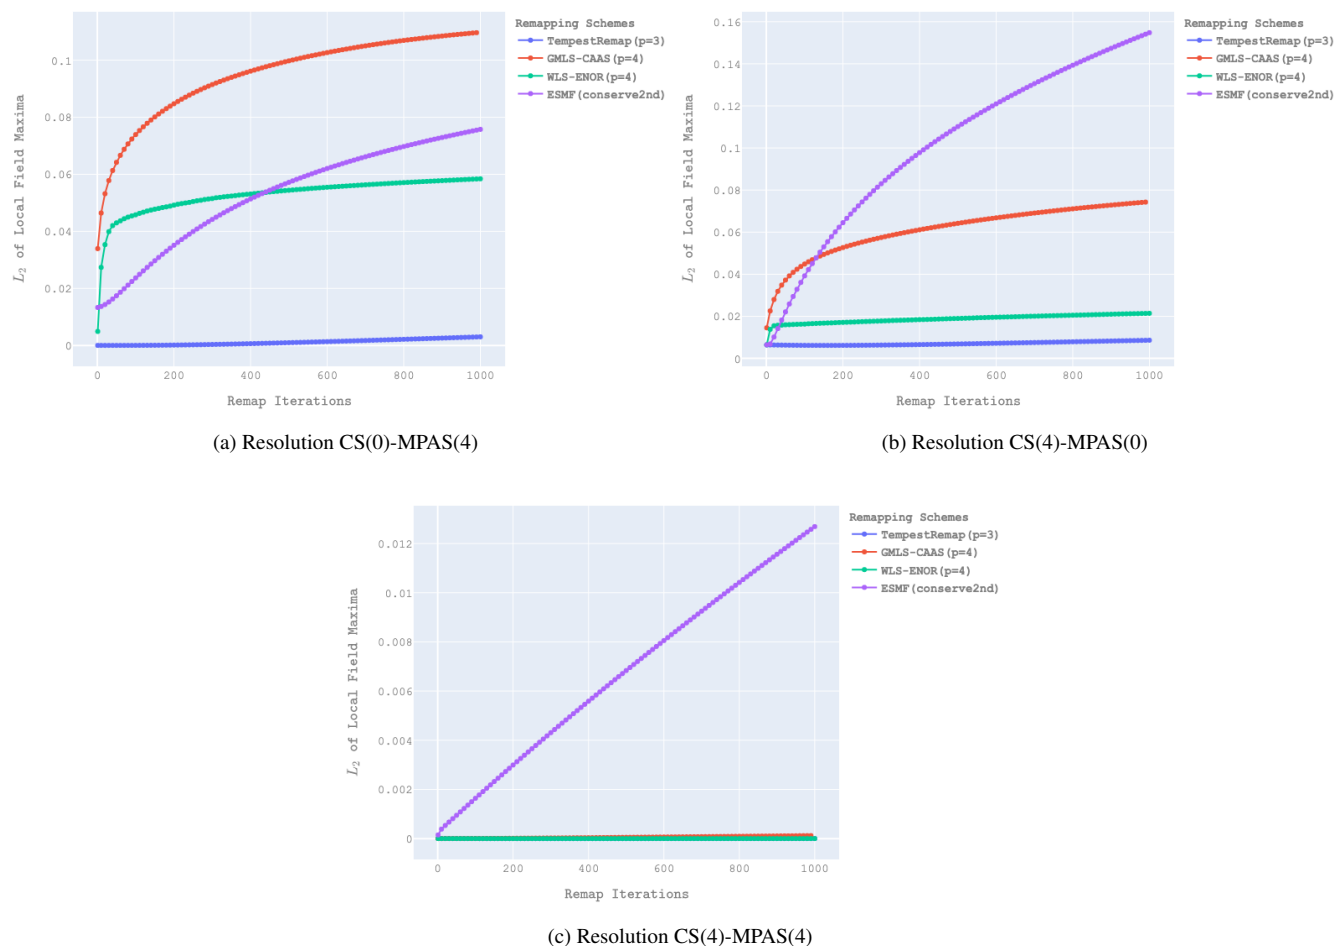 Remapping Schemes
TempestRemap(p=3)
GMLS-CAAS(p=4)
WLS-ENOR(p=4)
ESMF(conserve2nd)
L₂ of Local Field Maxima
0.1
0.08
0.06
0.04
0.02
0
0 200 400 600 800 1000
Remap Iterations
(a) Resolution CS(0)-MPAS(4)
Remapping Schemes
TempestRemap(p=3)
GMLS-CAAS(p=4)
WLS-ENOR(p=4)
ESMF(conserve2nd)
L₂ of Local Field Maxima
0.16
0.14
0.12
0.1
0.08
0.06
0.04
0.02
0
0 200 400 600 800 1000
Remap Iterations
(b) Resolution CS(4)-MPAS(0)
Remapping Schemes
TempestRemap(p=3)
GMLS-CAAS(p=4)
WLS-ENOR(p=4)
ESMF(conserve2nd)
L₂ of Local Field Maxima
0.012
0.01
0.008
0.006
0.004
0.002
0
0 200 400 600 800 1000
Remap Iterations
(c) Resolution CS(4)-MPAS(4)